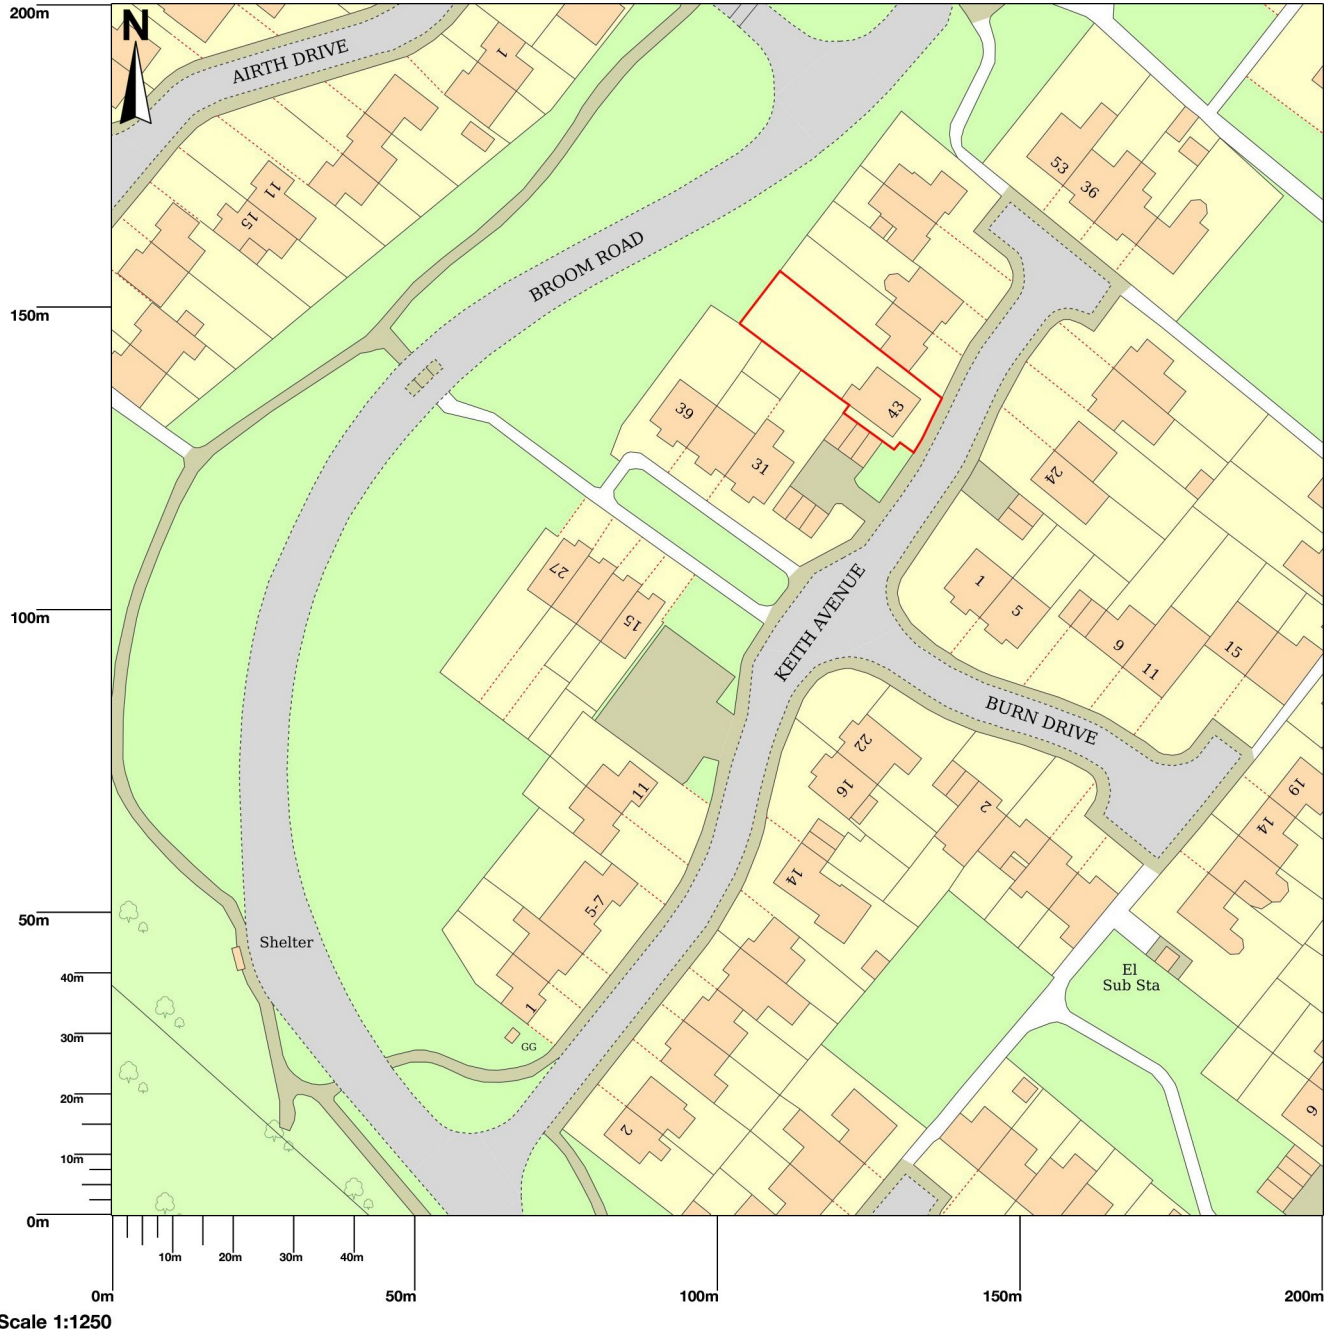 200m
N
AIRTH DRIVE
1
11
15
53
36
BROOM ROAD
150m
43
39
31
24
27
15
1
5
9
11
15
100m
KEITH AVENUE
BURN DRIVE
22
16
11
2
19
14
14
5-7
50m
Shelter
40m
El
Sub Sta
1
30m
GG
20m
2
6
10m
0m
10m
20m
30m
40m
0m
50m
100m
150m
200m
Scale 1:1250